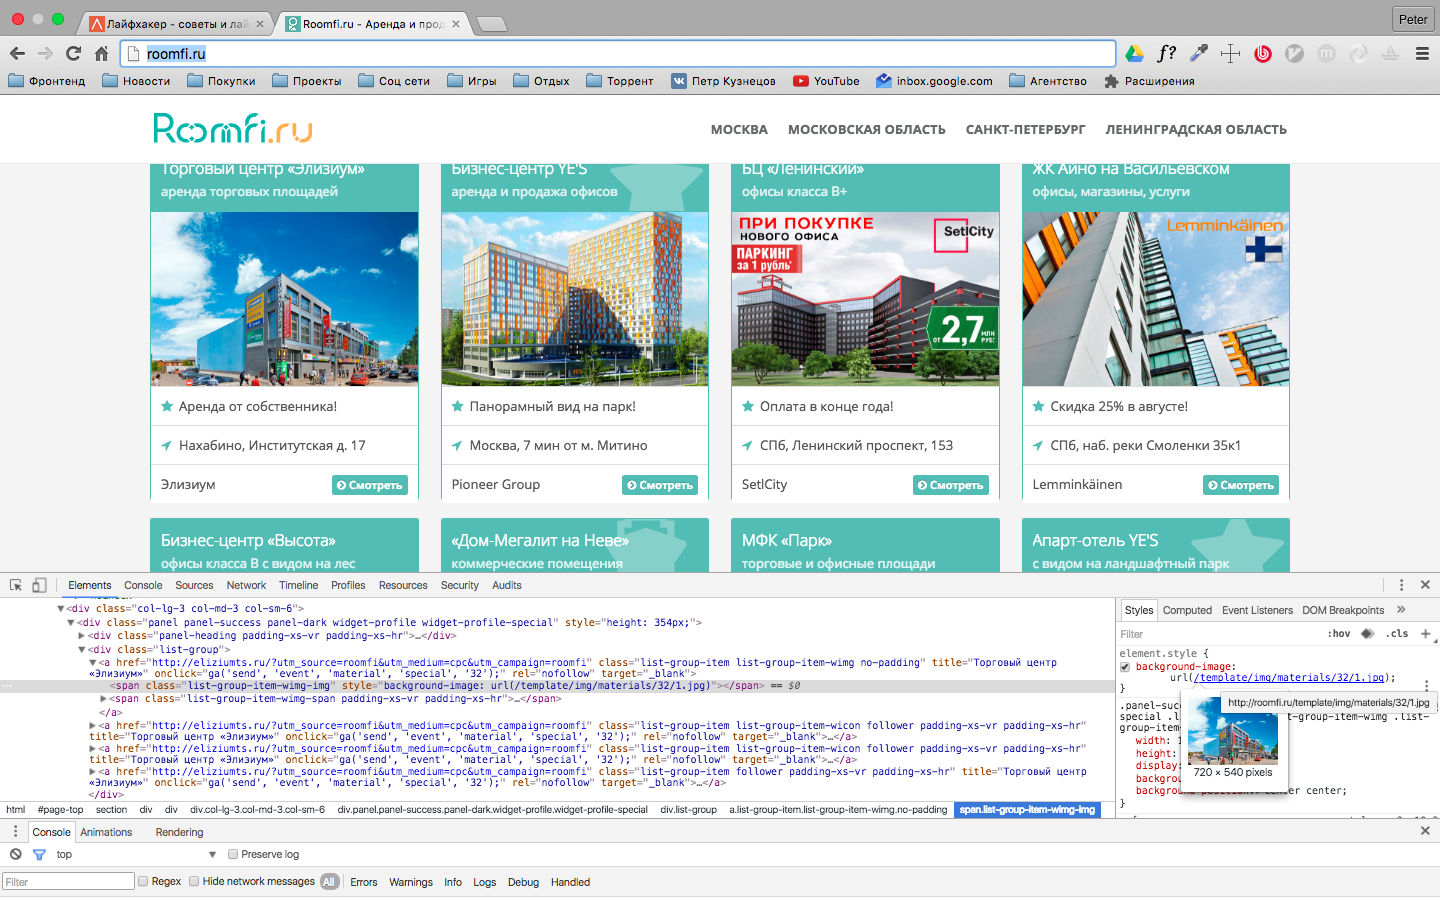 Лайфхакер - советы и лай
Roomfi.ru - Аренда и прод
Peter
roomfi.ru
f?
Фронтенд
Новости
Покупки
Проекты
Соц сети
Игры
Отдых
Торрент
Петр Кузнецов
YouTube
inbox.google.com
Агентство
Расширения
Roomfi.ru
МОСКВА
МОСКОВСКАЯ ОБЛАСТЬ
САНКТ-ПЕТЕРБУРГ
ЛЕНИНГРАДСКАЯ ОБЛАСТЬ
Торговый центр «Элизиум»
аренда торговых площадей
Аренда от собственника!
Нахабино, Институтская д. 17
Элизиум
Смотреть
Бизнес-центр YE'S
аренда и продажа офисов
Панорамный вид на парк!
Москва, 7 мин от м. Митино
Pioneer Group
Смотреть
БЦ «Ленинский»
офисы класса B+
ПРИ ПОКУПКЕ
НОВОГО ОФИСА
ПАРКИНГ
за 1 рубль*
SetlCity
ОТ 2,7 МЛН РУБ.
Оплата в конце года!
СПб, Ленинский проспект, 153
SetlCity
Смотреть
ЖК Айно на Васильевском
офисы, магазины, услуги
Lemminkäinen
Скидка 25% в августе!
СПб, наб. реки Смоленки 35к1
Lemminkäinen
Смотреть
Бизнес-центр «Высота»
офисы класса B с видом на лес
«Дом-Мегалит на Неве»
коммерческие помещения
МФК «Парк»
торговые и офисные площади
Апарт-отель YE'S
с видом на ландшафтный парк
Elements
Console
Sources
Network
Timeline
Profiles
Resources
Security
Audits
<div class="col-lg-3 col-md-3 col-sm-6">
<div class="panel panel-success panel-dark widget-profile widget-profile-special" style="height: 354px;">
<div class="panel-heading padding-xs-vr padding-xs-hr">…</div>
<div class="list-group">
<a href="http://eliziumts.ru/?utm_source=roomfi&utm_medium=cpc&utm_campaign=roomfi" class="list-group-item list-group-item-wimg no-padding" title="Торговый центр
«Элизиум»" onclick="ga('send', 'event', 'material', 'special', '32');" rel="nofollow" target="_blank">
<span class="list-group-item-wimg-img" style="background-image: url(/template/img/materials/32/1.jpg)"></span> == $0
<span class="list-group-item-wimg-span padding-xs-vr padding-xs-hr">…</span>
</a>
<a href="http://eliziumts.ru/?utm_source=roomfi&utm_medium=cpc&utm_campaign=roomfi" class="list-group-item list-group-item-wicon follower padding-xs-vr padding-xs-hr"
title="Торговый центр «Элизиум»" onclick="ga('send', 'event', 'material', 'special', '32');" rel="nofollow" target="_blank">…</a>
<a href="http://eliziumts.ru/?utm_source=roomfi&utm_medium=cpc&utm_campaign=roomfi" class="list-group-item list-group-item-wicon follower padding-xs-vr padding-xs-hr"
title="Торговый центр «Элизиум»" onclick="ga('send', 'event', 'material', 'special', '32');" rel="nofollow" target="_blank">…</a>
<a href="http://eliziumts.ru/?utm_source=roomfi&utm_medium=cpc&utm_campaign=roomfi" class="list-group-item follower padding-xs-vr padding-xs-hr" title="Торговый центр
«Элизиум»" onclick="ga('send', 'event', 'material', 'special', '32');" rel="nofollow" target="_blank">…</a>
</div>
html
#page-top
section
div
div
div.col-lg-3.col-md-3.col-sm-6
div.panel.panel-success.panel-dark.widget-profile.widget-profile-special
div.list-group
a.list-group-item.list-group-item-wimg.no-padding
span.list-group-item-wimg-img
Styles
Computed
Event Listeners
DOM Breakpoints
»
Filter
:hov
.cls
element.style {
background-image:
url(/template/img/materials/32/1.jpg);
}
http://roomfi.ru/template/img/materials/32/1.jpg
720 × 540 pixels
.panel-suc
special .l
group-item-wimg .list-
group-item
width: 1
height:
display:
backgrou
background-position: center center;
}
Console
Animations
Rendering
top
Preserve log
Filter
Regex
Hide network messages
All
Errors
Warnings
Info
Logs
Debug
Handled